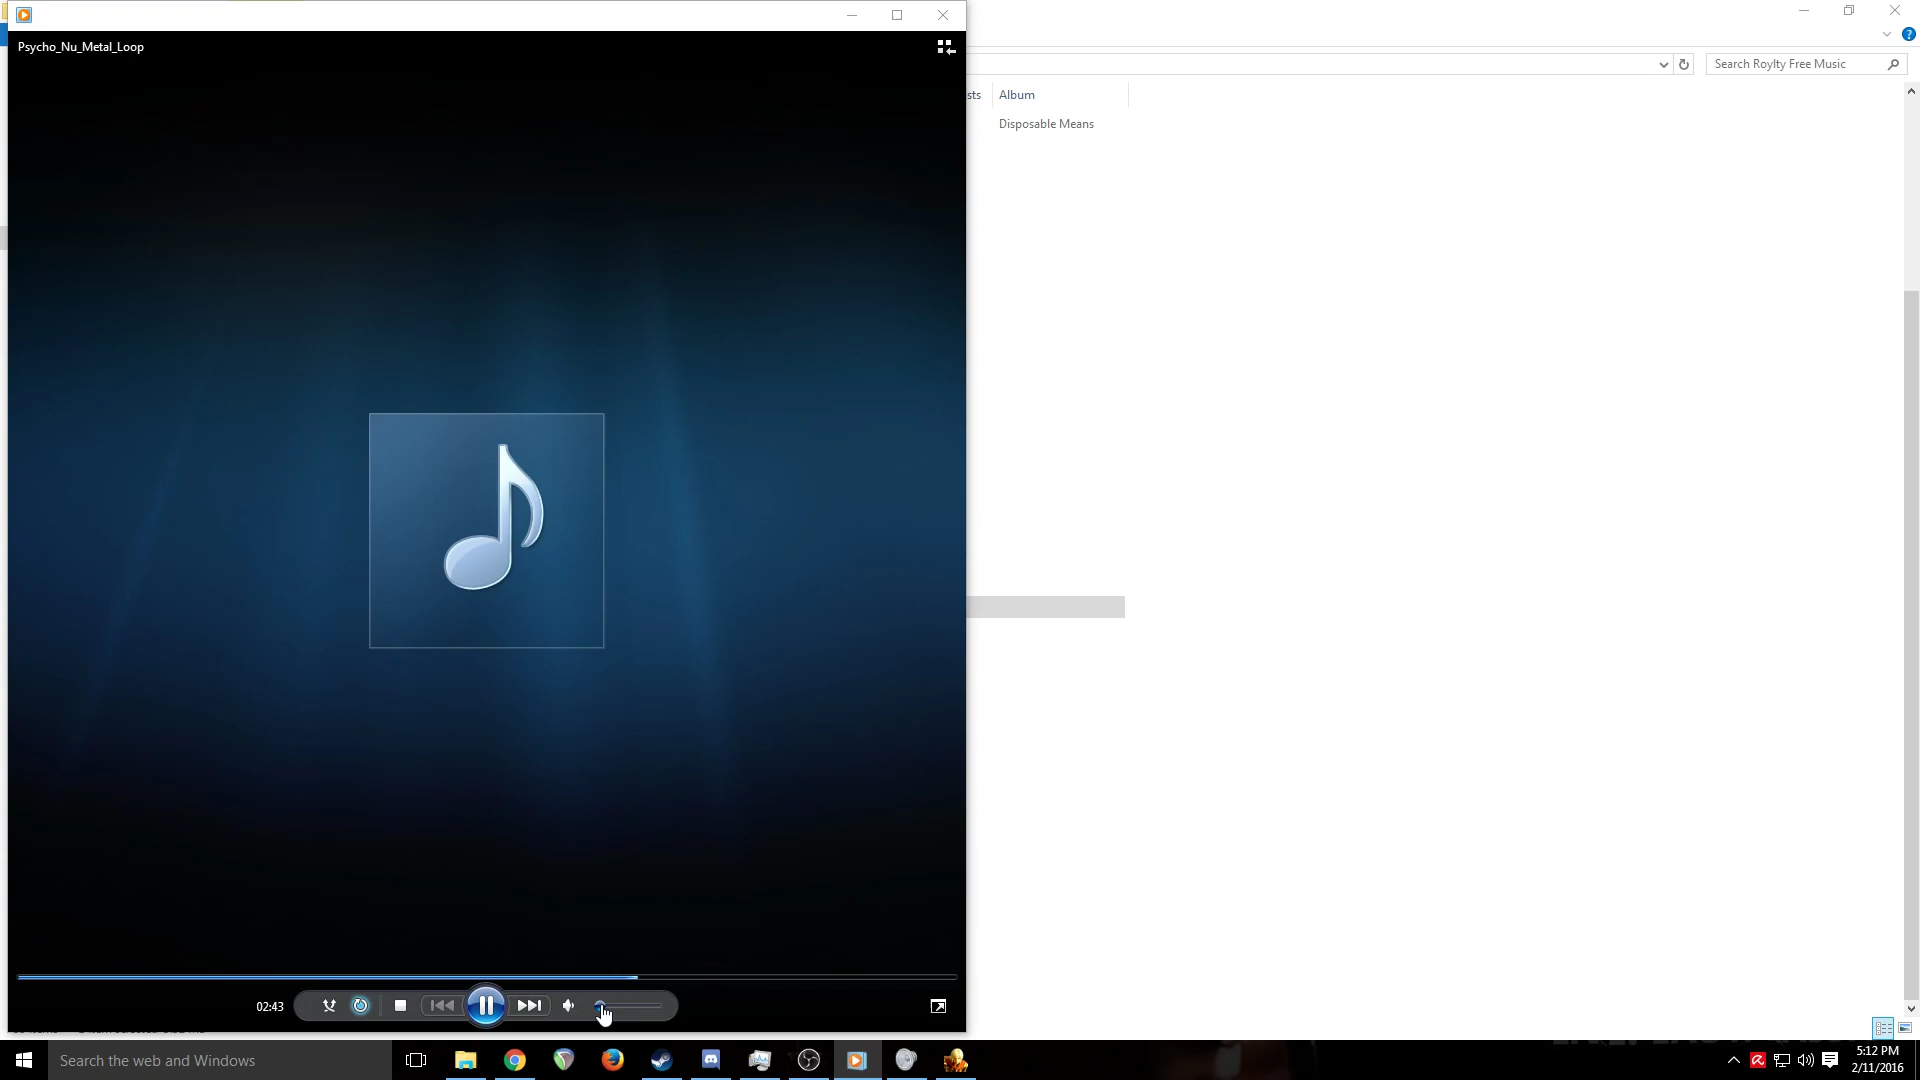 Psycho_Nu_Metal_Loop
Search Roylty Free Music
sts
Album
Disposable Means
02:43
Search the web and Windows
5:12 PM
2/11/2016